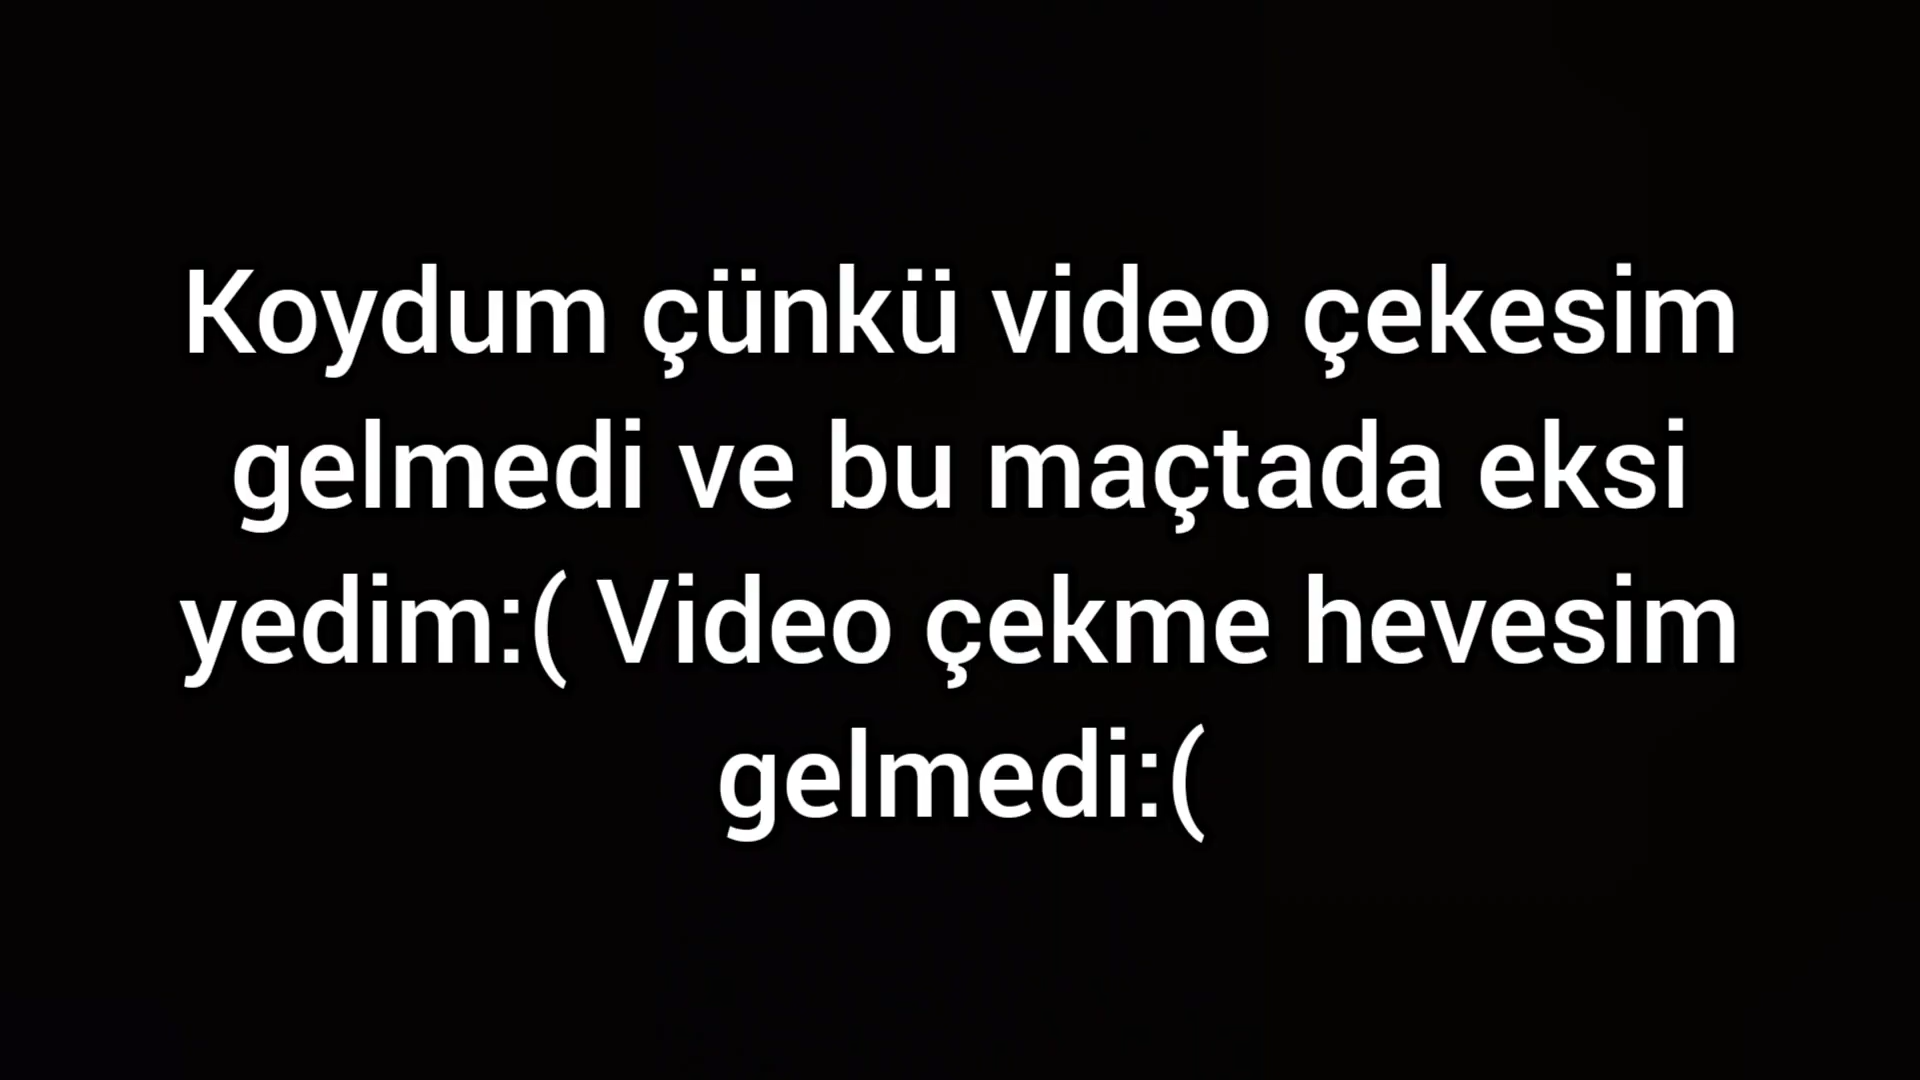 Koydum çünkü video çekesim
gelmedi ve bu maçtada eksi
yedim:( Video çekme hevesim
gelmedi:(